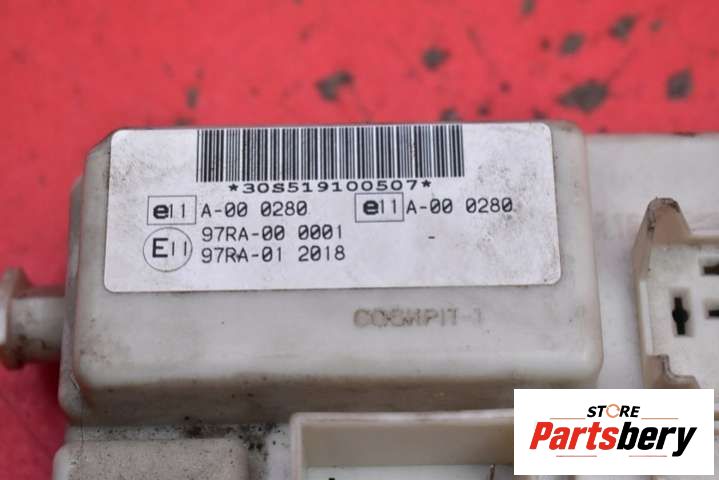 *30S519100507*
e11 A-00 0280 e11 A-00 0280
E11 97RA-00 0001
97RA-01 2018
COCKPIT-1
STORE
Partsbery